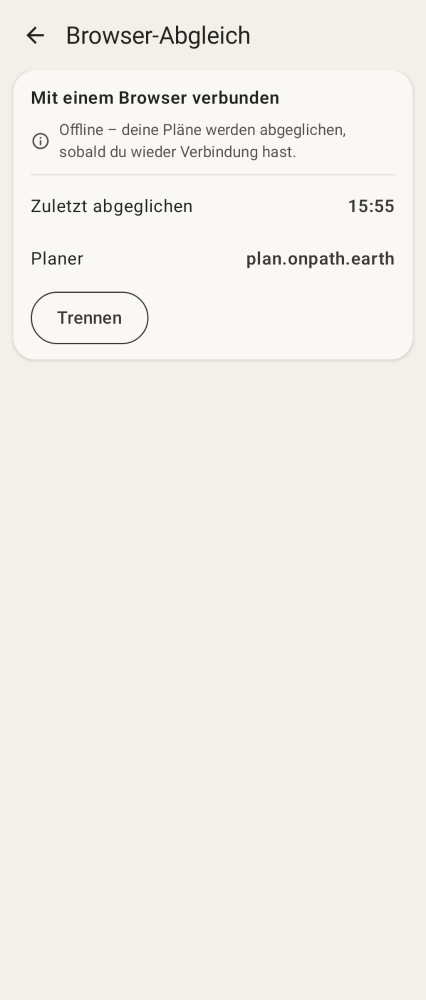 Browser-Abgleich
Mit einem Browser verbunden
Offline – deine Pläne werden abgeglichen,
sobald du wieder Verbindung hast.
Zuletzt abgeglichen 15:55
Planer plan.onpath.earth
Trennen